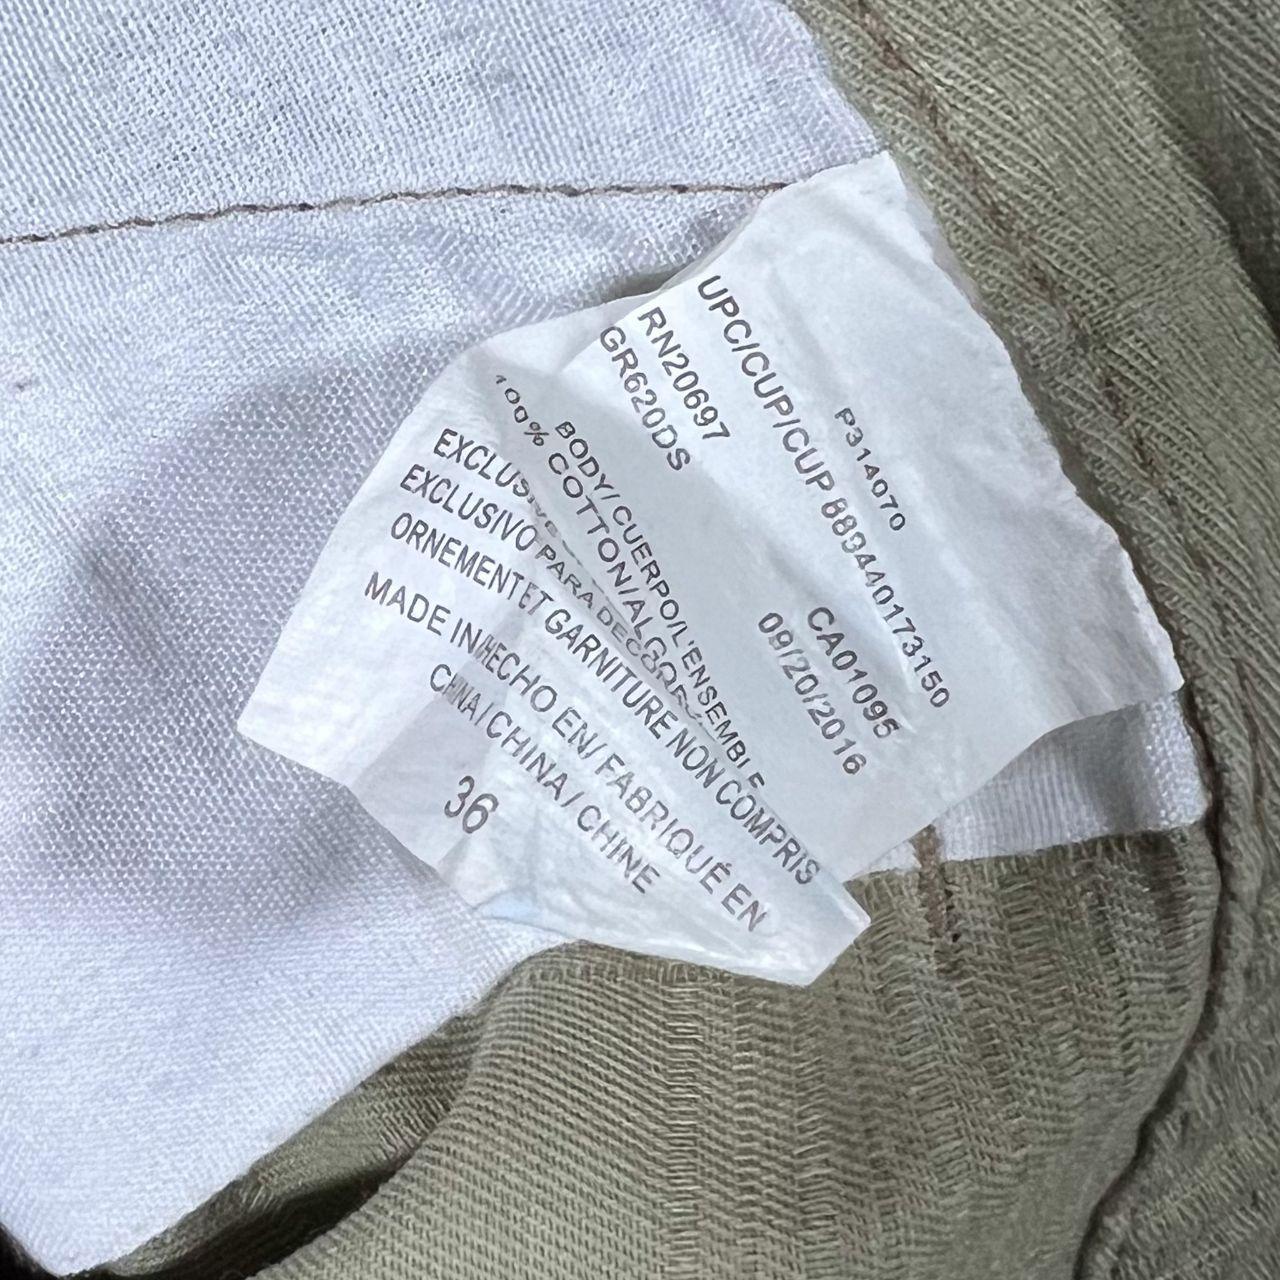 P314070
UPC/CUP/CUP 889440173150
RN20697 CA01095
GR620DS 09/20/2016
BODY/CUERPO/L'ENSEMBLE
100% COTTON/ALGODÓN
EXCLUSIVE
EXCLUSIVO PARA DECORA
ORNEMENT ET GARNITURE NON COMPRIS
MADE IN/HECHO EN/ FABRIQUÉ EN
CHINA / CHINA / CHINE
36